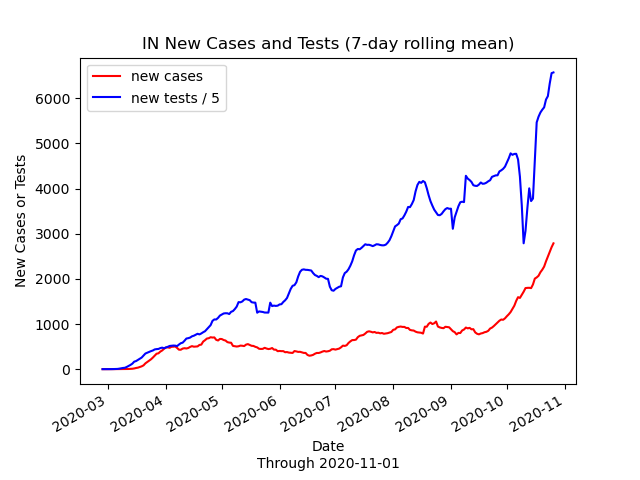 IN New Cases and Tests (7-day rolling mean)
new cases
new tests / 5
6000
5000
4000
3000
2000
1000
0
New Cases or Tests
2020-03
2020-04
2020-05
2020-06
2020-07
2020-08
2020-09
2020-10
2020-11
Date
Through 2020-11-01